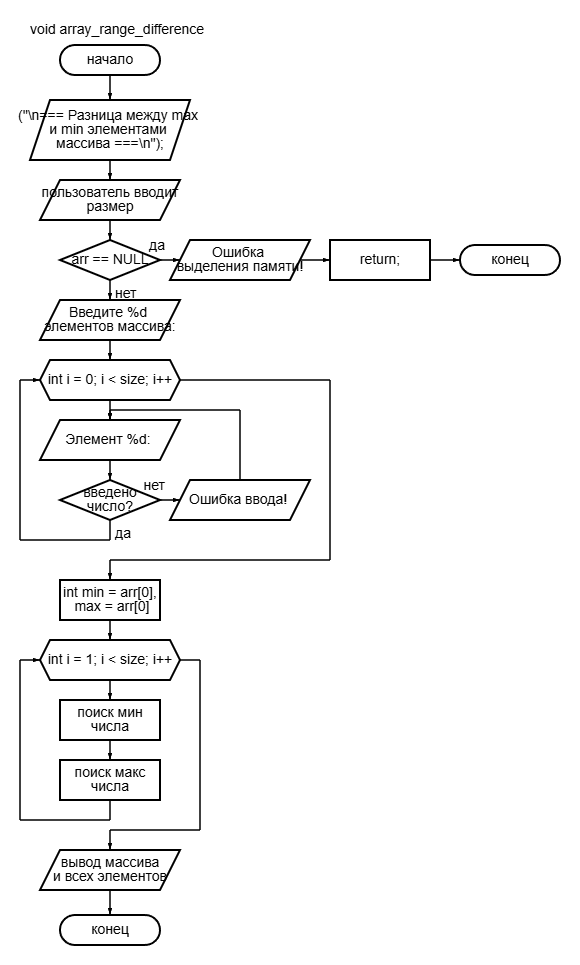 void array_range_difference
начало
("\n=== Разница между max
и min элементами
массива ===\n");
пользователь вводит
размер
arr == NULL
да
Ошибка
выделения памяти!
return;
конец
нет
Введите %d
элементов массива:
int i = 0; i < size; i++
Элемент %d:
введено
число?
нет
Ошибка ввода!
да
int min = arr[0],
max = arr[0]
int i = 1; i < size; i++
поиск мин
числа
поиск макс
числа
вывод массива
и всех элементов
конец